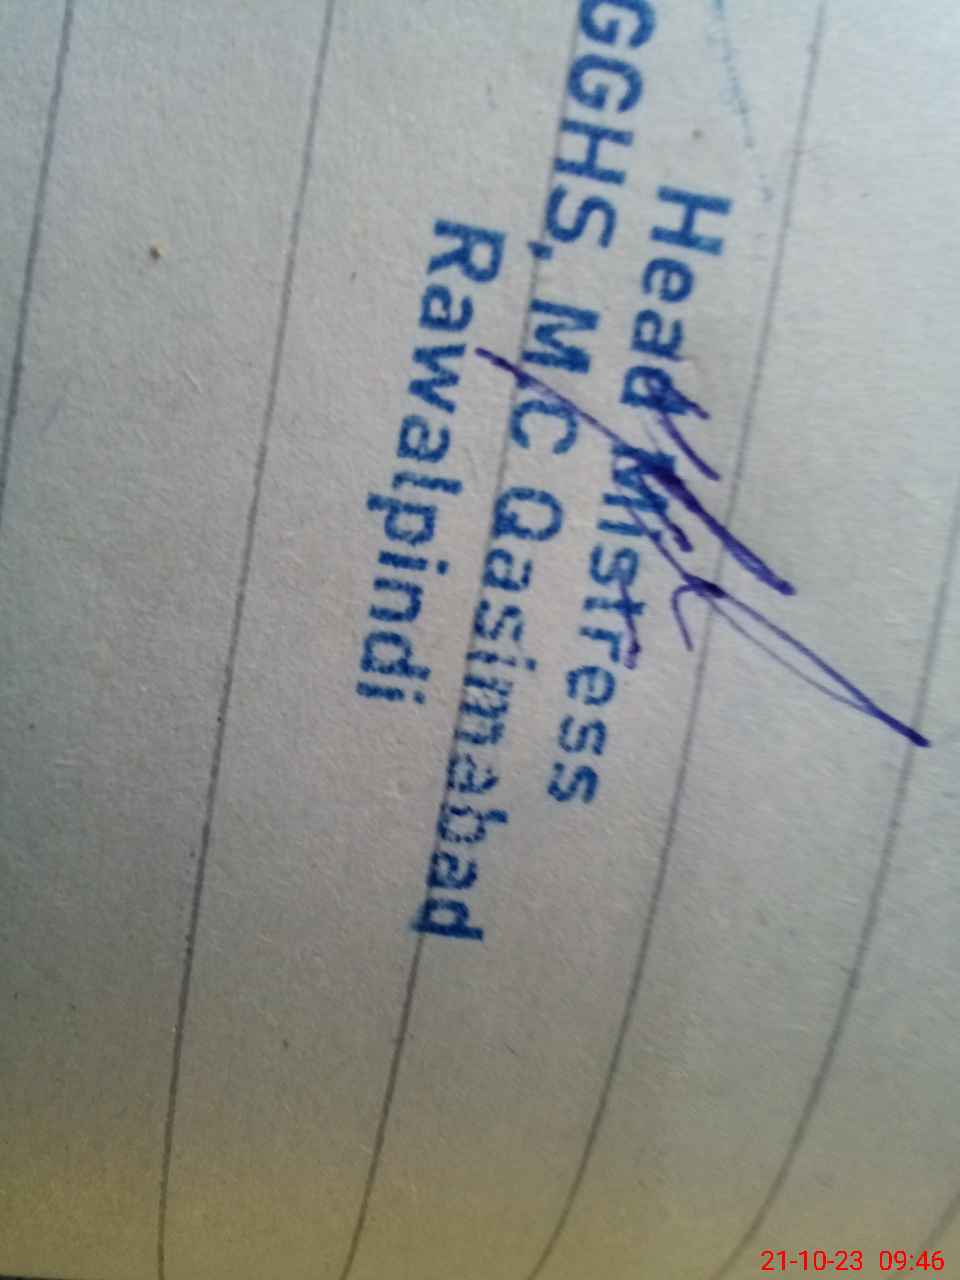 Head Mistress
GGHS, M.C Qasimabad
Rawalpindi
21-10-23 09:46